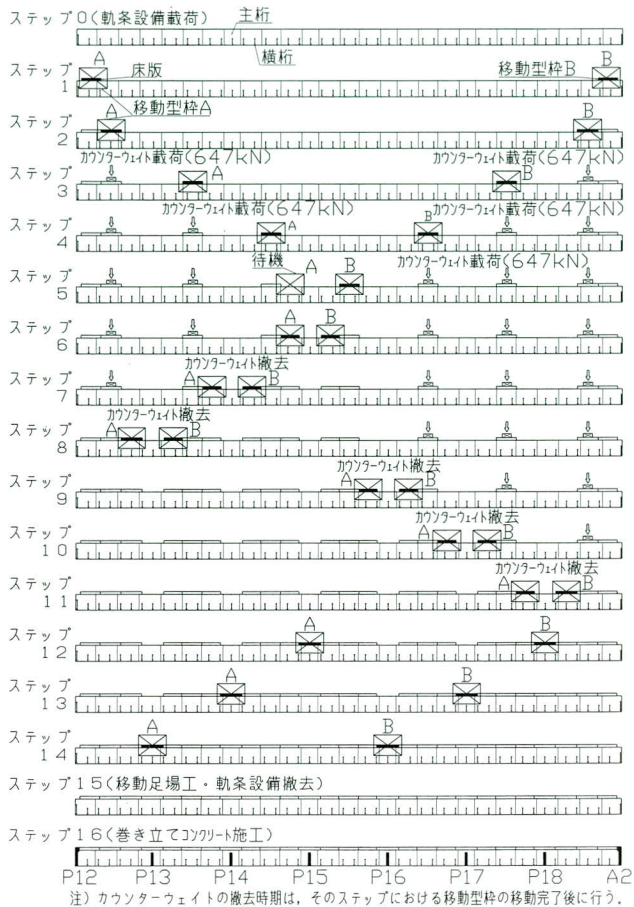 ステップ0(軌条設備載荷)
主桁
横桁
ステップ1
A
床版
移動型枠A
移動型枠B
B
ステップ2
A
B
カウンターウェイト載荷(647kN)
カウンターウェイト載荷(647kN)
ステップ3
A
B
カウンターウェイト載荷(647kN)
カウンターウェイト載荷(647kN)
ステップ4
A
B
待機
カウンターウェイト載荷(647kN)
ステップ5
A
B
ステップ6
A
B
カウンターウェイト撤去
ステップ7
A
B
カウンターウェイト撤去
ステップ8
A
B
カウンターウェイト撤去
ステップ9
A
B
カウンターウェイト撤去
ステップ10
A
B
カウンターウェイト撤去
ステップ11
A
B
ステップ12
A
B
ステップ13
A
B
ステップ14
A
B
ステップ15(移動足場工・軌条設備撤去)
ステップ16(巻き立てコンクリート施工)
P12 P13 P14 P15 P16 P17 P18 A2
注)カウンターウェイトの撤去時期は,そのステップにおける移動型枠の移動完了後に行う.